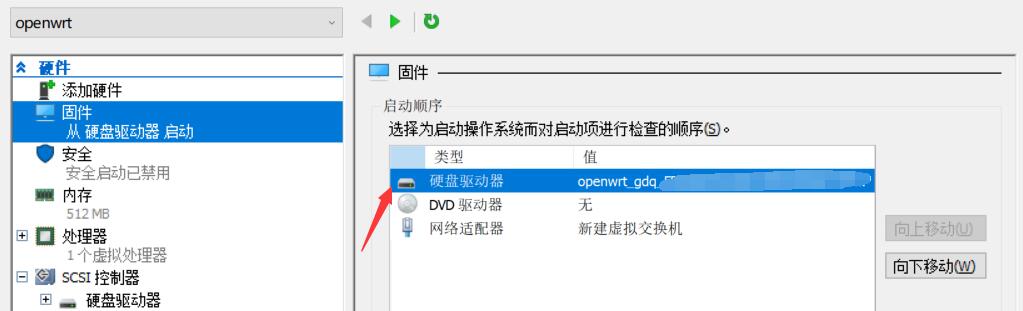 openwrt
硬件
添加硬件
固件
从 硬盘驱动器 启动
安全
安全启动已禁用
内存
512 MB
处理器
1 个虚拟处理器
SCSI 控制器
硬盘驱动器
固件
启动顺序
选择为启动操作系统而对启动项进行检查的顺序(S)。
类型 值
硬盘驱动器 openwrt_gdq
DVD 驱动器 无
网络适配器 新建虚拟交换机
向上移动(U)
向下移动(W)